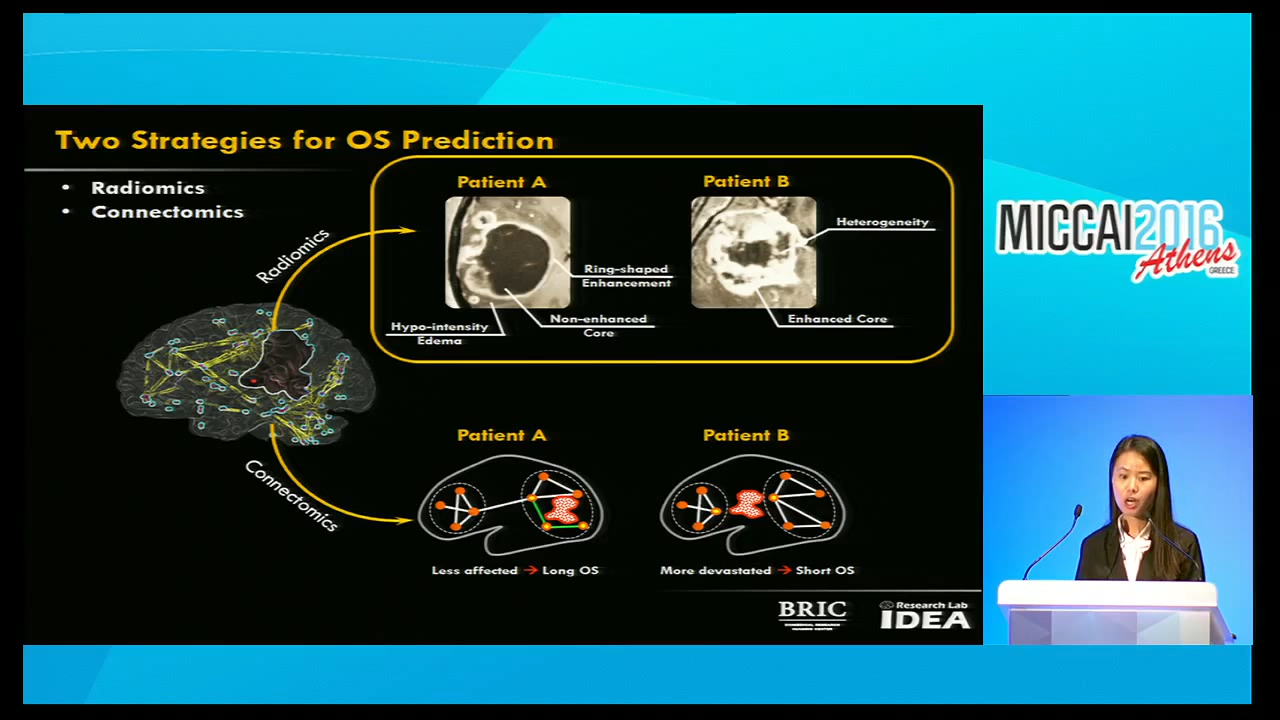 Two Strategies for OS Prediction
• Radiomics
• Connectomics
Radiomics
Patient A
Patient B
Heterogeneity
Ring-shaped
Enhancement
Non-enhanced
Core
Hypo-intensity
Edema
Enhanced Core
Connectomics
Patient A
Patient B
Less affected → Long OS
More devastated → Short OS
BRIC
Research Lab
IDEA
MICCAI2016
Athens
GREECE